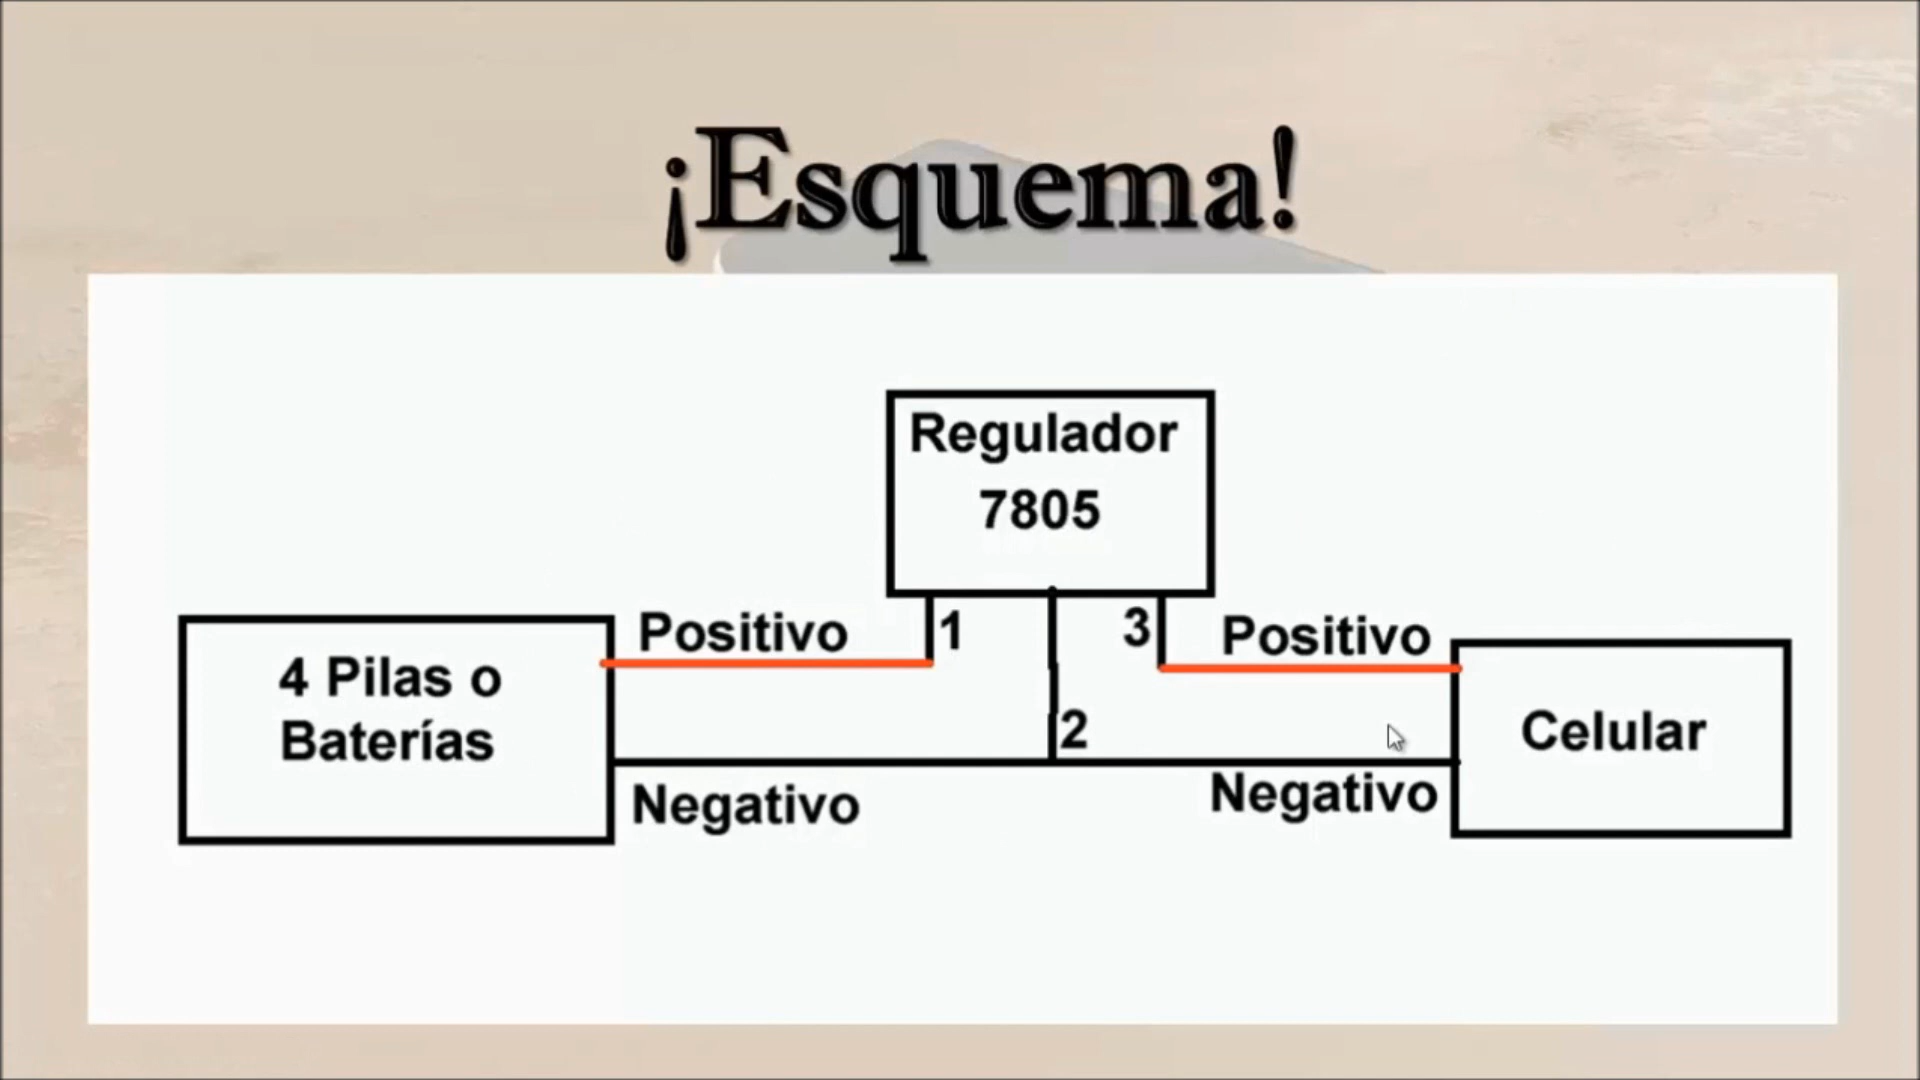 ¡Esquema!
Regulador
7805
Positivo
1
3
Positivo
4 Pilas o
Baterías
2
Celular
Negativo
Negativo